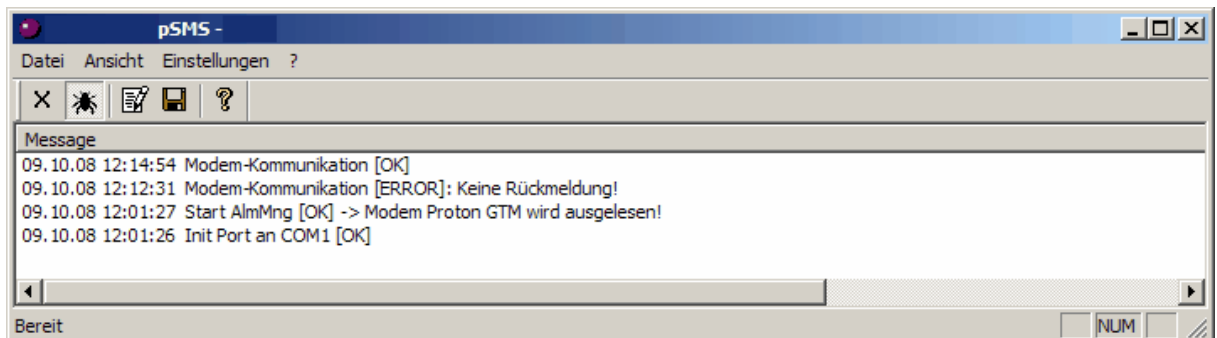 pSMS -
Datei Ansicht Einstellungen ?
Message
09.10.08 12:14:54 Modem-Kommunikation [OK]
09.10.08 12:12:31 Modem-Kommunikation [ERROR]: Keine Rückmeldung!
09.10.08 12:01:27 Start AlmMng [OK] -> Modem Proton GTM wird ausgelesen!
09.10.08 12:01:26 Init Port an COM1 [OK]
Bereit NUM